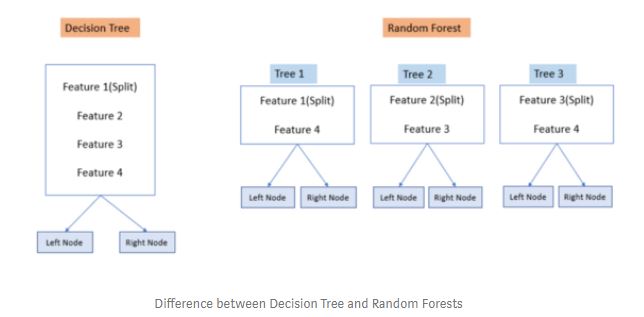 Decision Tree
Feature 1(Split)
Feature 2
Feature 3
Feature 4
Left Node
Right Node
Random Forest
Tree 1
Feature 1(Split)
Feature 4
Left Node
Right Node
Tree 2
Feature 2(Split)
Feature 3
Left Node
Right Node
Tree 3
Feature 3(Split)
Feature 4
Left Node
Right Node
Difference between Decision Tree and Random Forests